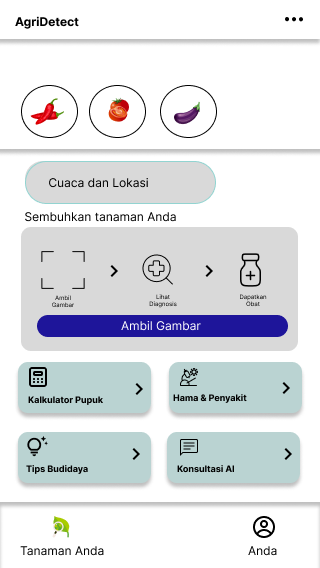 AgriDetect
Cuaca dan Lokasi
Sembuhkan tanaman Anda
Ambil
Gambar
Lihat
Diagnosis
Dapatkan
Obat
Ambil Gambar
Kalkulator Pupuk
Hama & Penyakit
Tips Budidaya
Konsultasi AI
Tanaman Anda
Anda